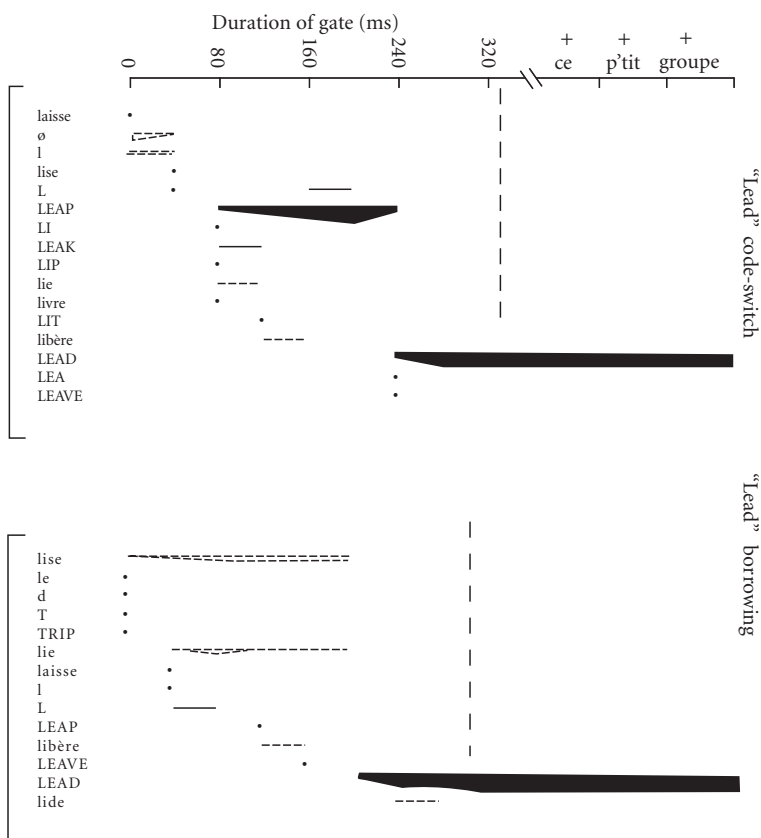 Duration of gate (ms)
0
80
160
240
320
+ ce
+ p'tit
+ groupe
"Lead" code-switch
laisse
ø
l
lise
L
LEAP
LI
LEAK
LIP
lie
livre
LIT
libère
LEAD
LEA
LEAVE
"Lead" borrowing
lise
le
d
T
TRIP
lie
laisse
l
L
LEAP
libère
LEAVE
LEAD
lide